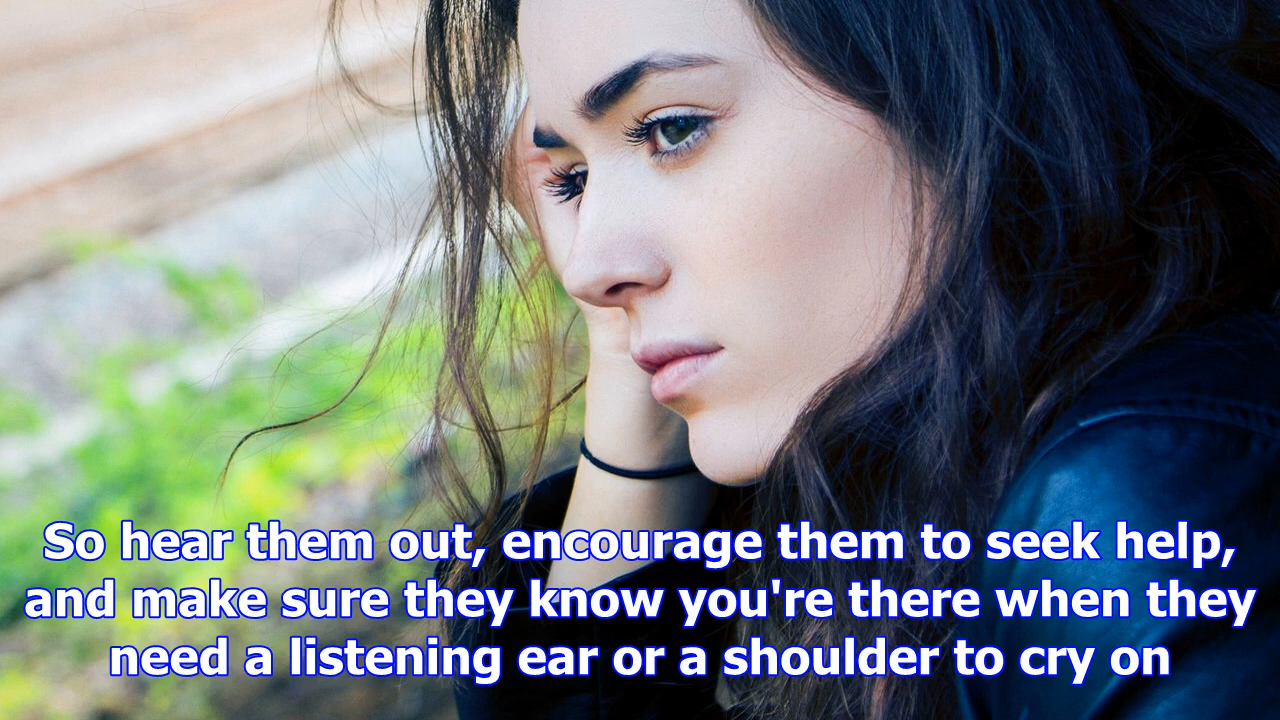 So hear them out, encourage them to seek help,
and make sure they know you're there when they
need a listening ear or a shoulder to cry on